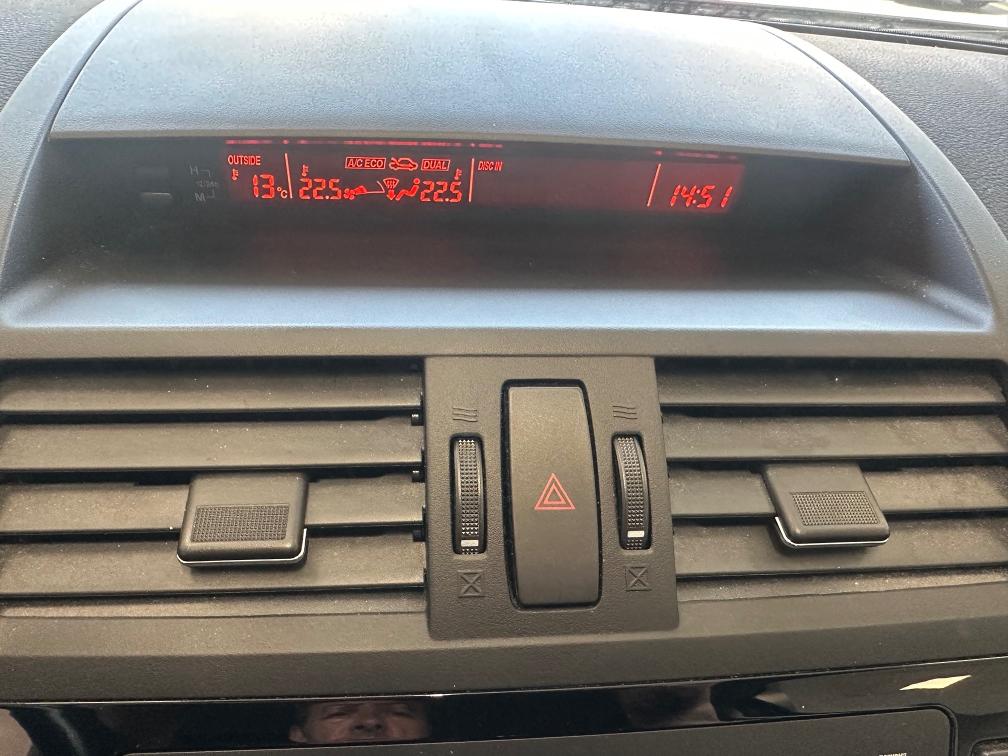 OUTSIDE
A/C ECO
DUAL
DISC IN
13°C
22.5
22.5
14:51
H
M